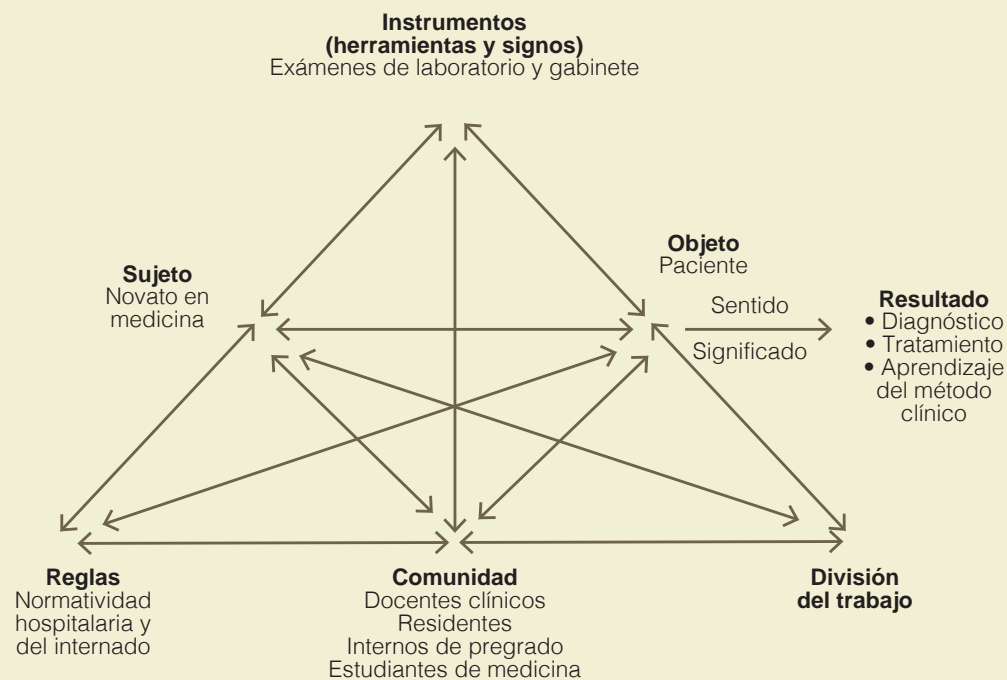 Instrumentos
(herramientas y signos)
Exámenes de laboratorio y gabinete
Sujeto
Novato en
medicina
Objeto
Paciente
Sentido
Significado
Resultado
• Diagnóstico
• Tratamiento
• Aprendizaje
del método
clínico
Reglas
Normatividad
hospitalaria y
del internado
Comunidad
Docentes clínicos
Residentes
Internos de pregrado
Estudiantes de medicina
División
del trabajo